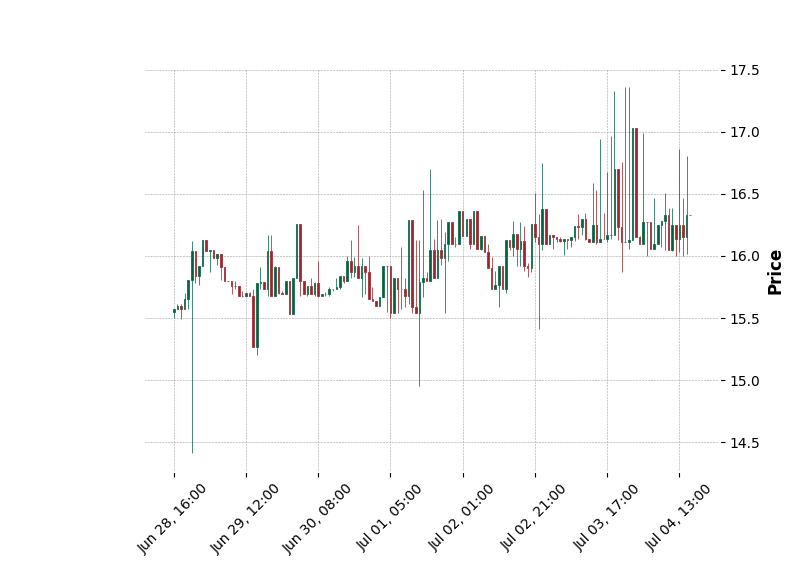 17.5
17.0
16.5
16.0
15.5
15.0
14.5
Price
Jun 28, 16:00
Jun 29, 12:00
Jun 30, 08:00
Jul 01, 05:00
Jul 02, 01:00
Jul 02, 21:00
Jul 03, 17:00
Jul 04, 13:00